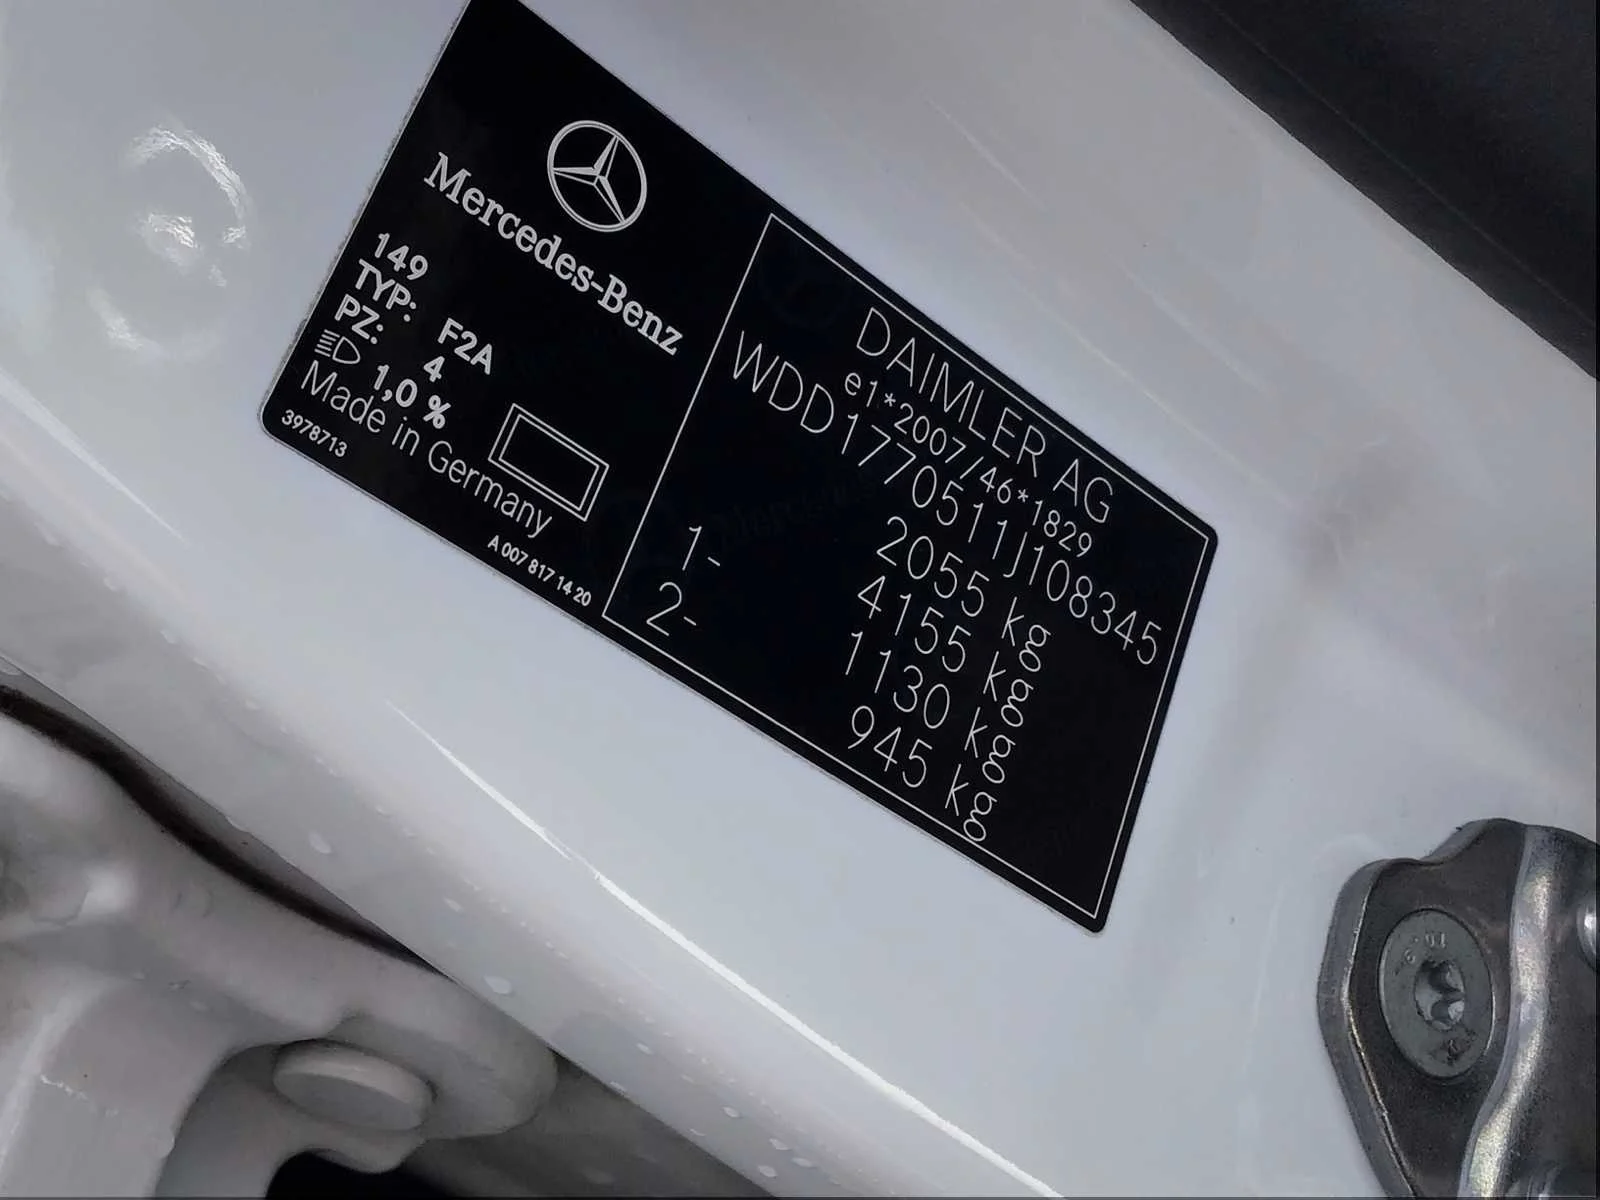 Mercedes-Benz
149
TYP: F2A
PZ: 4
1,0 %
Made in Germany
3978713
A 007 817 14 20
DAIMLER AG
e1*2007/46*1829
WDD1770511J108345
2055 kg
4155 kg
1- 1130 kg
2- 945 kg